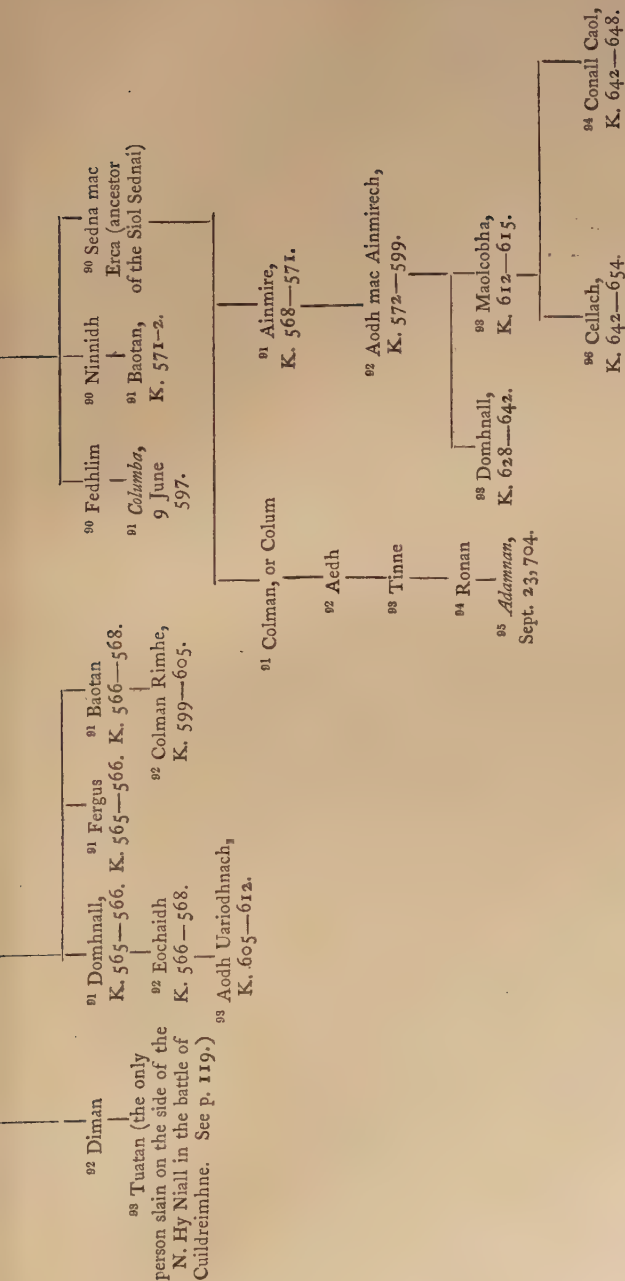 92 Diman
93 Tuatan (the only
person slain on the side of the
N. Hy Niall in the battle of
Cuildreimhne. See p. 119.)
91 Domhnall,
K. 565—566.
92 Eochaidh
K. 566—568.
93 Aodh Uariodhnach,
K. 605—612.
91 Fergus
K. 565—566.
91 Baotan
K. 566—568.
92 Colman Rimhe,
K. 599—605.
90 Fedhlim
91 Columba,
9 June
597.
90 Ninnidh
91 Baotan,
K. 571-2.
90 Sedna mac
Erca (ancestor
of the Siol Sednai)
91 Colman, or Colum
92 Aedh
93 Tinne
94 Ronan
95 Adamnan,
Sept. 23, 704.
91 Ainmire,
K. 568—571.
92 Aodh mac Ainmirech,
K. 572—599.
93 Domhnall,
K. 628—642.
93 Maolcobha,
K. 612—615.
96 Cellach,
K. 642—654.
94 Conall Caol,
K. 642—648.